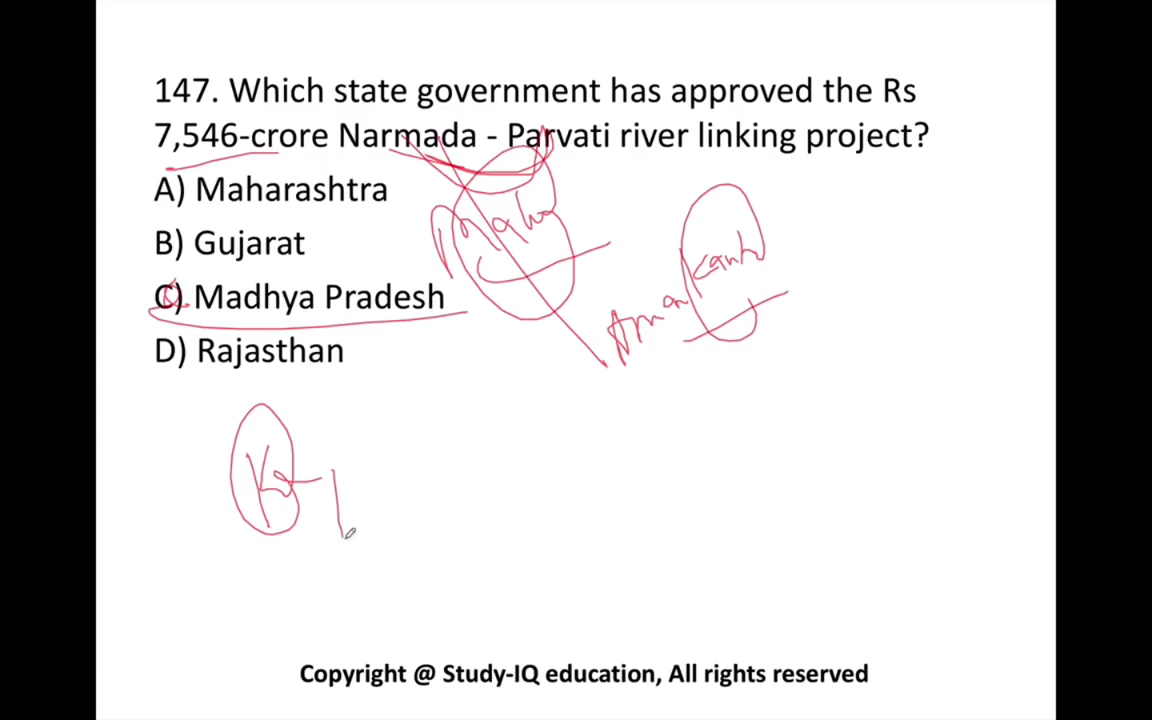 147. Which state government has approved the Rs
7,546-crore Narmada - Parvati river linking project?
A) Maharashtra
B) Gujarat
C) Madhya Pradesh
D) Rajasthan
Copyright @ Study-IQ education, All rights reserved